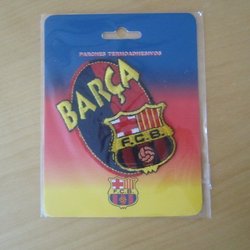 PARCHES TERMOADHESIVOS
BARÇA
F.C.B.